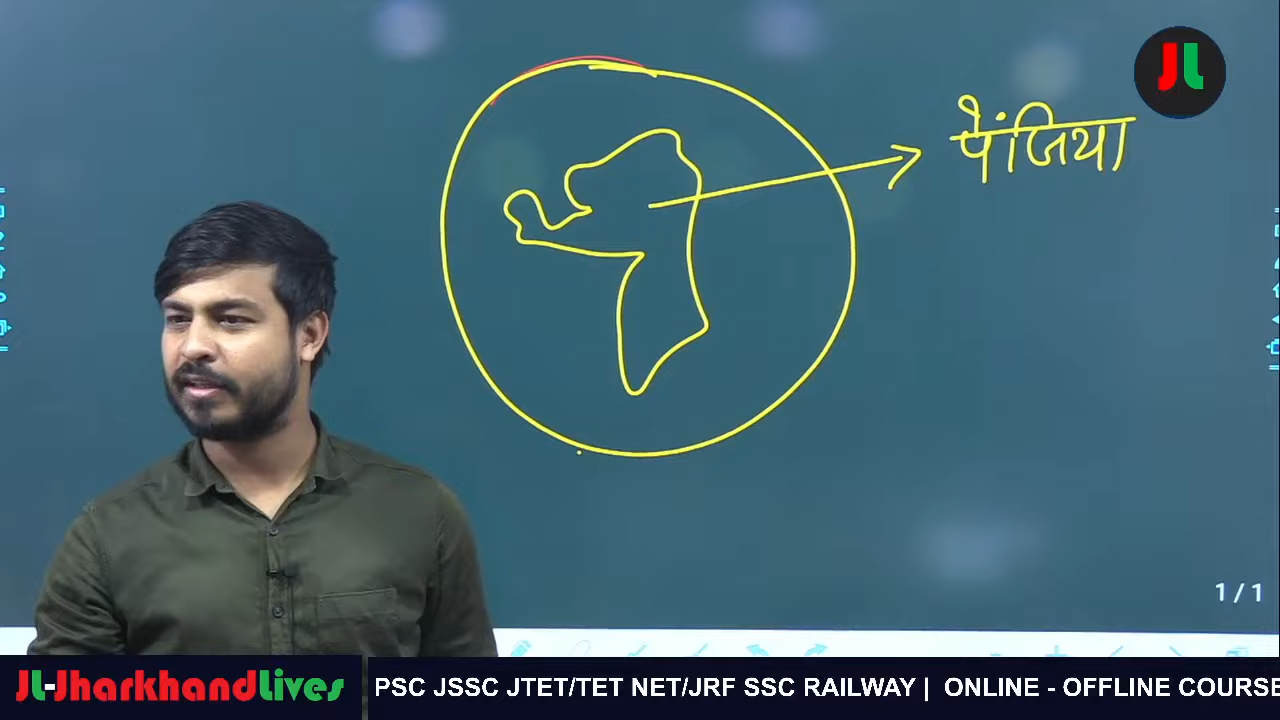 JL
पैंजिया
1/1
JL-JharkhandLives
PSC JSSC JTET/TET NET/JRF SSC RAILWAY | ONLINE - OFFLINE COURSE